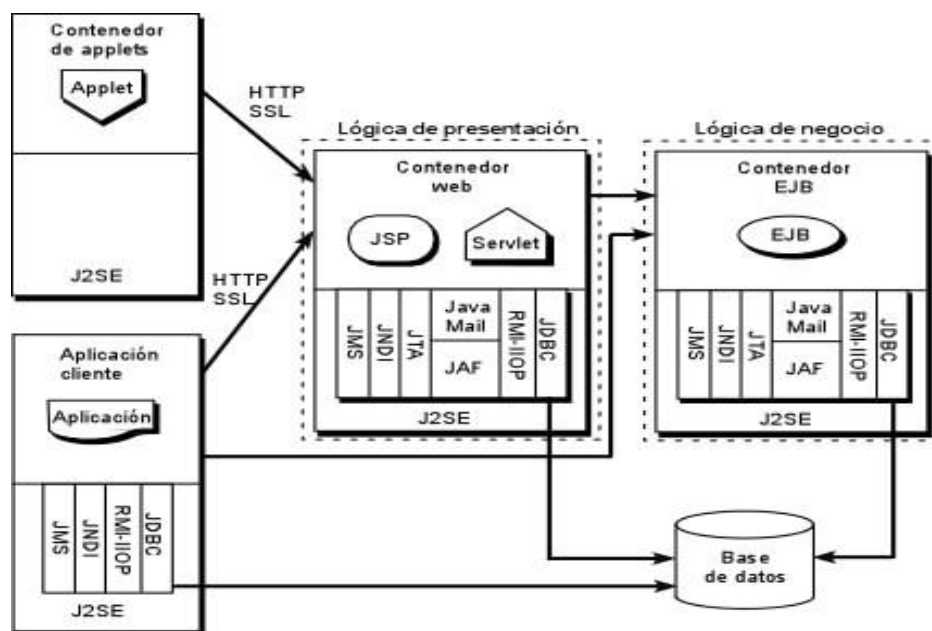 Contenedor
de applets
Applet
J2SE
HTTP
SSL
HTTP
SSL
Aplicación
cliente
Aplicación
JMS
JNDI
RMI-IIOP
JDBC
J2SE
Lógica de presentación
Contenedor
web
JSP
Servlet
JMS
JNDI
JTA
Java
Mail
JAF
RMI-IIOP
JDBC
J2SE
Lógica de negocio
Contenedor
EJB
EJB
JMS
JNDI
JTA
Java
Mail
JAF
RMI-IIOP
JDBC
J2SE
Base
de datos